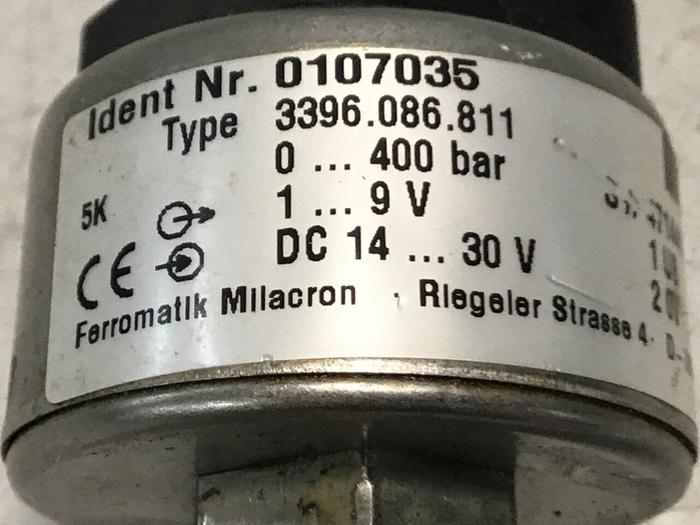 Ident Nr. 0107035
Type 3396.086.811
0 ... 400 bar
5K 1 ... 9 V
CE DC 14 ... 30 V
Ferromatik Milacron · Riegeler Strasse 4 · D-